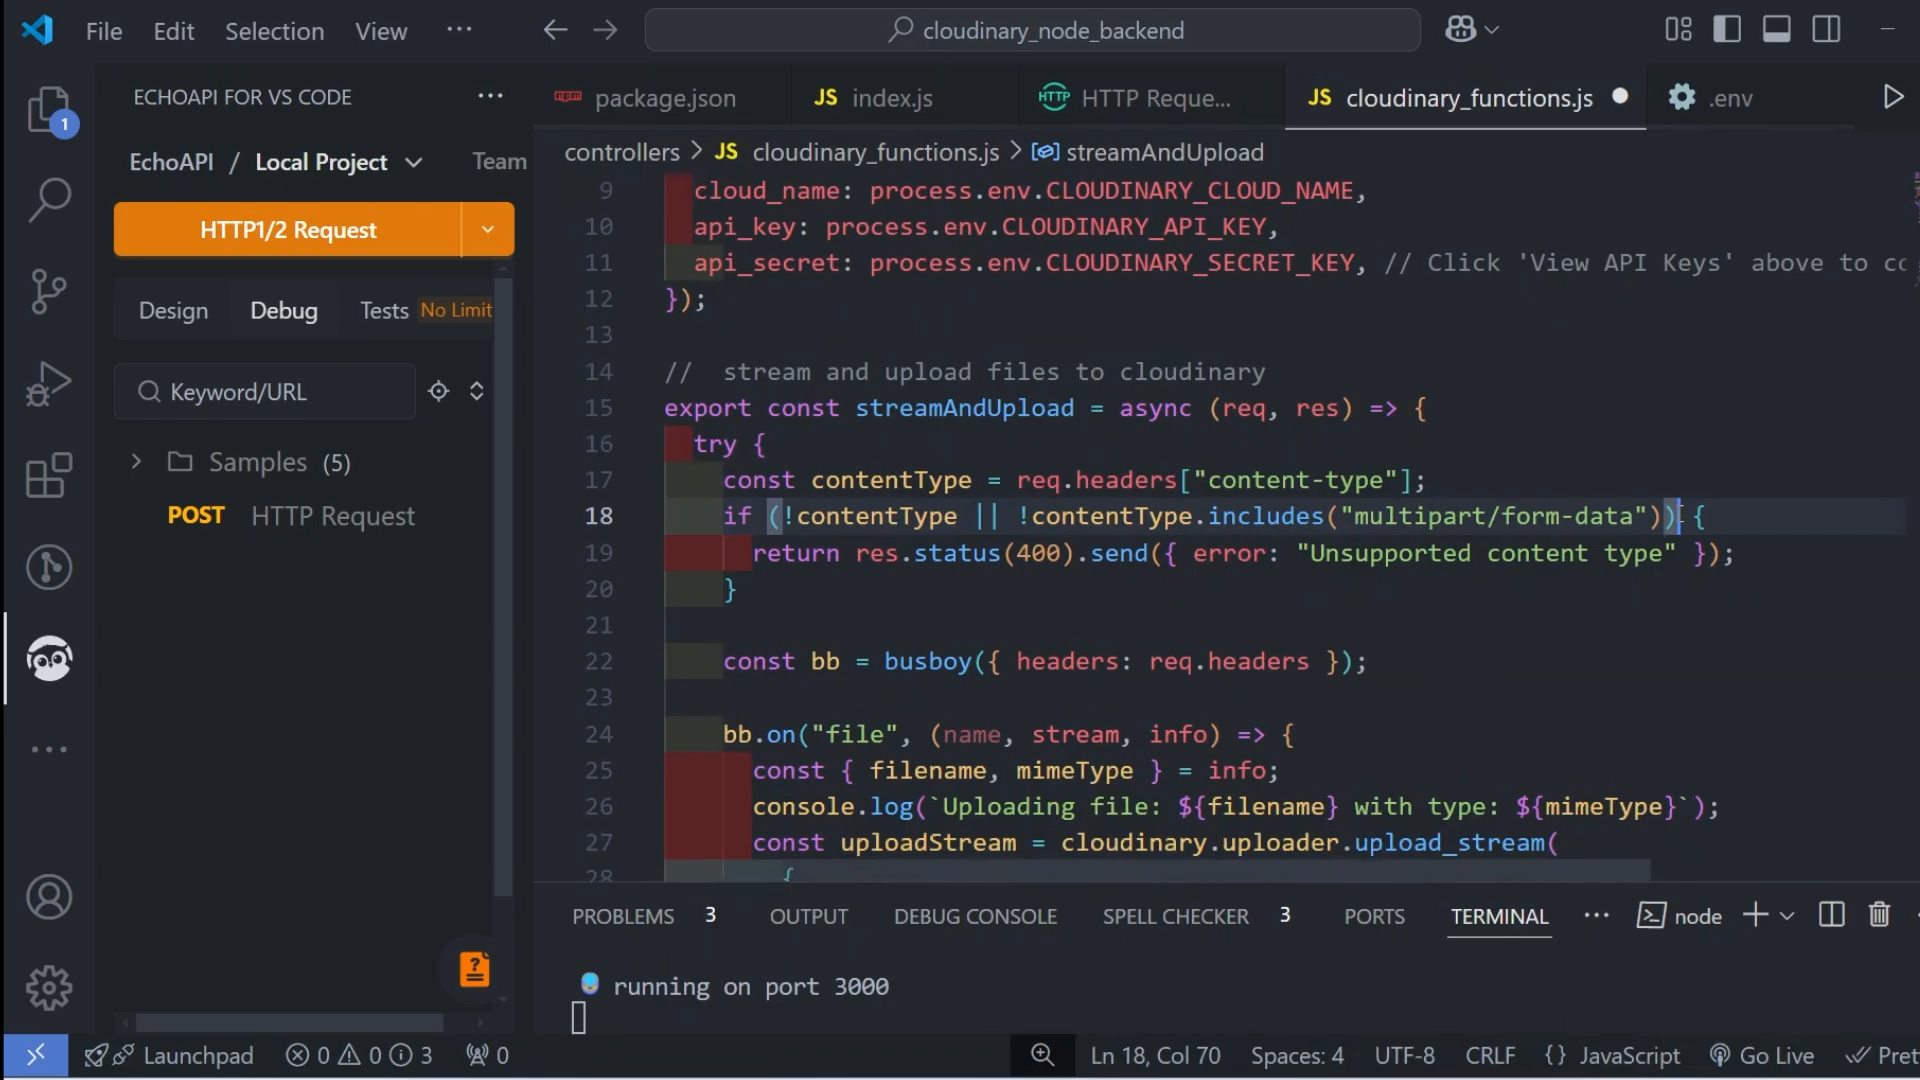 File Edit Selection View ···
cloudinary_node_backend
ECHOAPI FOR VS CODE ···
1
EchoAPI / Local Project Team
HTTP1/2 Request
Design Debug Tests No Limit
Keyword/URL
Samples (5)
POST HTTP Request
package.json JS index.js HTTP HTTP Reque... JS cloudinary_functions.js .env
controllers > JS cloudinary_functions.js > streamAndUpload
9 cloud_name: process.env.CLOUDINARY_CLOUD_NAME,
10 api_key: process.env.CLOUDINARY_API_KEY,
11 api_secret: process.env.CLOUDINARY_SECRET_KEY, // Click 'View API Keys' above to co
12 });
13
14 //  stream and upload files to cloudinary
15 export const streamAndUpload = async (req, res) => {
16 try {
17 const contentType = req.headers["content-type"];
18 if (!contentType || !contentType.includes("multipart/form-data")) {
19 return res.status(400).send({ error: "Unsupported content type" });
20 }
21
22 const bb = busboy({ headers: req.headers });
23
24 bb.on("file", (name, stream, info) => {
25 const { filename, mimeType } = info;
26 console.log(`Uploading file: ${filename} with type: ${mimeType}`);
27 const uploadStream = cloudinary.uploader.upload_stream(
28 {
PROBLEMS 3 OUTPUT DEBUG CONSOLE SPELL CHECKER 3 PORTS TERMINAL ··· node
running on port 3000
Launchpad 0 0 3 0 Ln 18, Col 70 Spaces: 4 UTF-8 CRLF {} JavaScript Go Live Pret